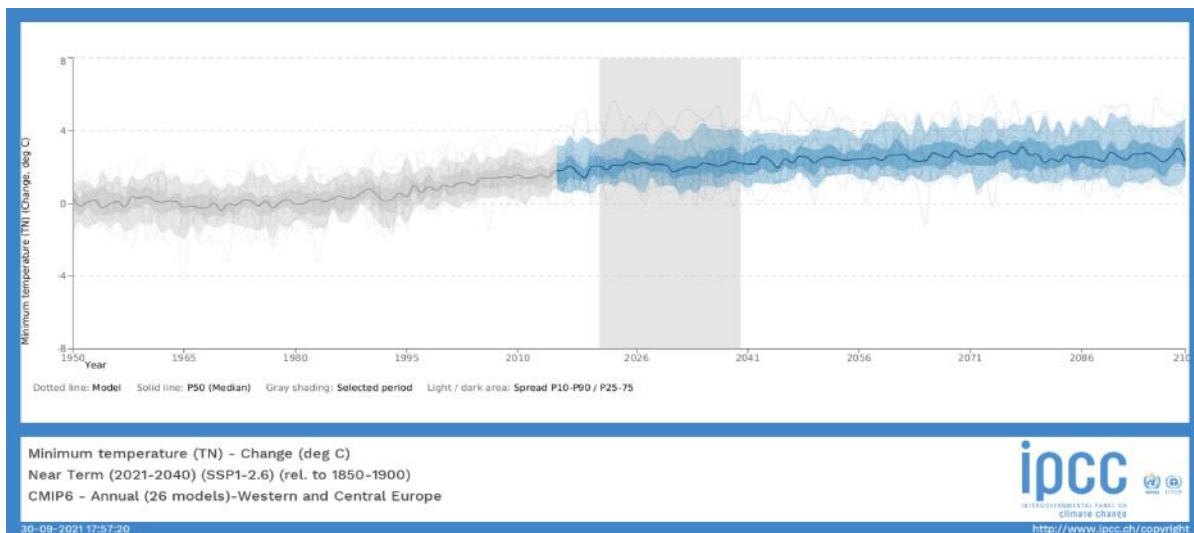 8
4
0
-4
-8
Minimum temperature (TN) (Change, deg C)
1950 1965 1980 1995 2010 2026 2041 2056 2071 2086 210
Year
Dotted line: Model Solid line: P50 (Median) Gray shading: Selected period Light / dark area: Spread P10-P90 / P25-75
Minimum temperature (TN) - Change (deg C)
Near Term (2021-2040) (SSP1-2.6) (rel. to 1850-1900)
CMIP6 - Annual (26 models)-Western and Central Europe
ipcc
INTERGOVERNMENTAL PANEL ON
climate change
30-09-2021 17:57:20
http://www.ipcc.ch/copyright